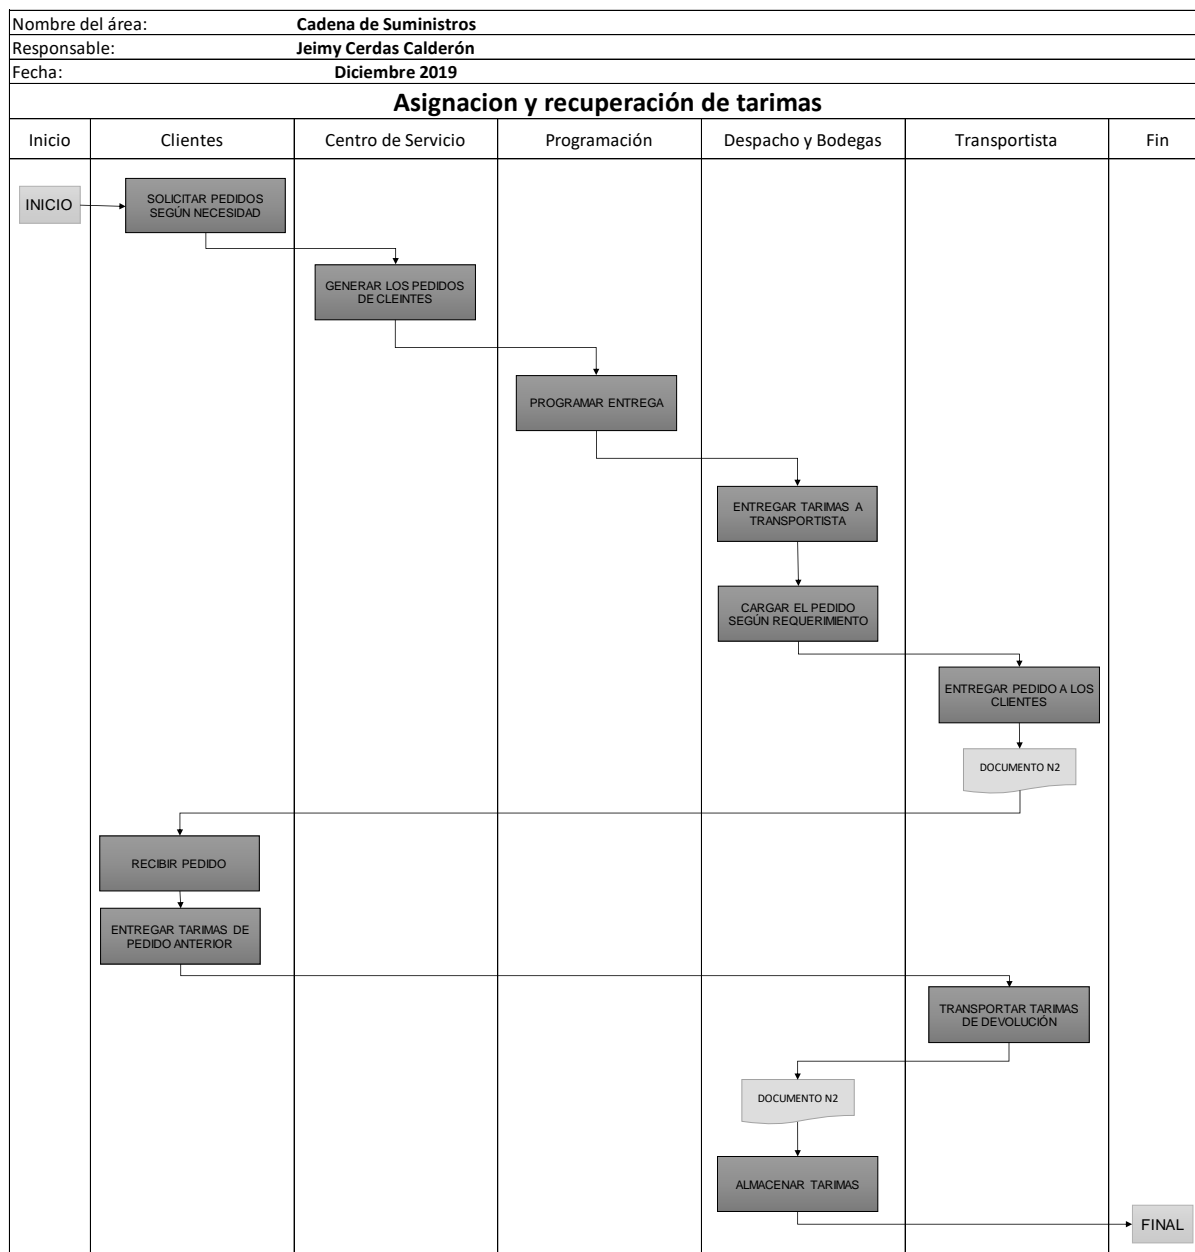 Nombre del área: Cadena de Suministros
Responsable: Jeimy Cerdas Calderón
Fecha: Diciembre 2019
Asignacion y recuperación de tarimas
Inicio Clientes Centro de Servicio Programación Despacho y Bodegas Transportista Fin
INICIO
SOLICITAR PEDIDOS
SEGÚN NECESIDAD
GENERAR LOS PEDIDOS
DE CLEINTES
PROGRAMAR ENTREGA
ENTREGAR TARIMAS A
TRANSPORTISTA
CARGAR EL PEDIDO
SEGÚN REQUERIMIENTO
ENTREGAR PEDIDO A LOS
CLIENTES
DOCUMENTO N2
RECIBIR PEDIDO
ENTREGAR TARIMAS DE
PEDIDO ANTERIOR
TRANSPORTAR TARIMAS
DE DEVOLUCIÓN
DOCUMENTO N2
ALMACENAR TARIMAS
FINAL